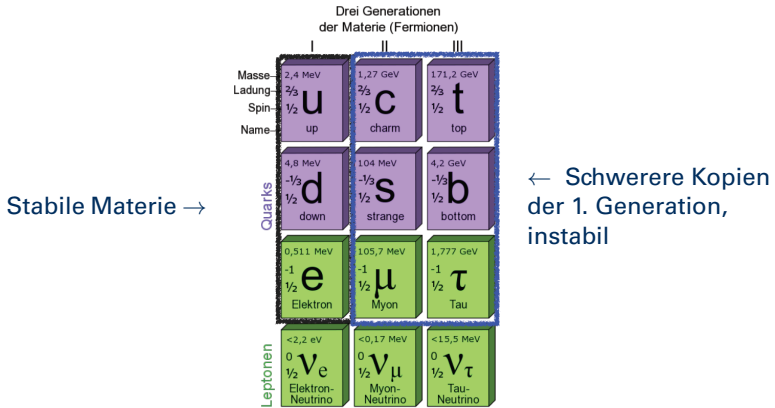 Drei Generationen
der Materie (Fermionen)
I II III
Masse
Ladung
Spin
Name
2,4 MeV
⅔
½
u
up
1,27 GeV
⅔
½
c
charm
171,2 GeV
⅔
½
t
top
Quarks
4,8 MeV
-⅓
½
d
down
104 MeV
-⅓
½
s
strange
4,2 GeV
-⅓
½
b
bottom
Stabile Materie →
← Schwerere Kopien
der 1. Generation,
instabil
0,511 MeV
-1
½
e
Elektron
105,7 MeV
-1
½
μ
Myon
1,777 GeV
-1
½
τ
Tau
Leptonen
<2,2 eV
0
½
νe
Elektron-
Neutrino
<0,17 MeV
0
½
νμ
Myon-
Neutrino
<15,5 MeV
0
½
ντ
Tau-
Neutrino